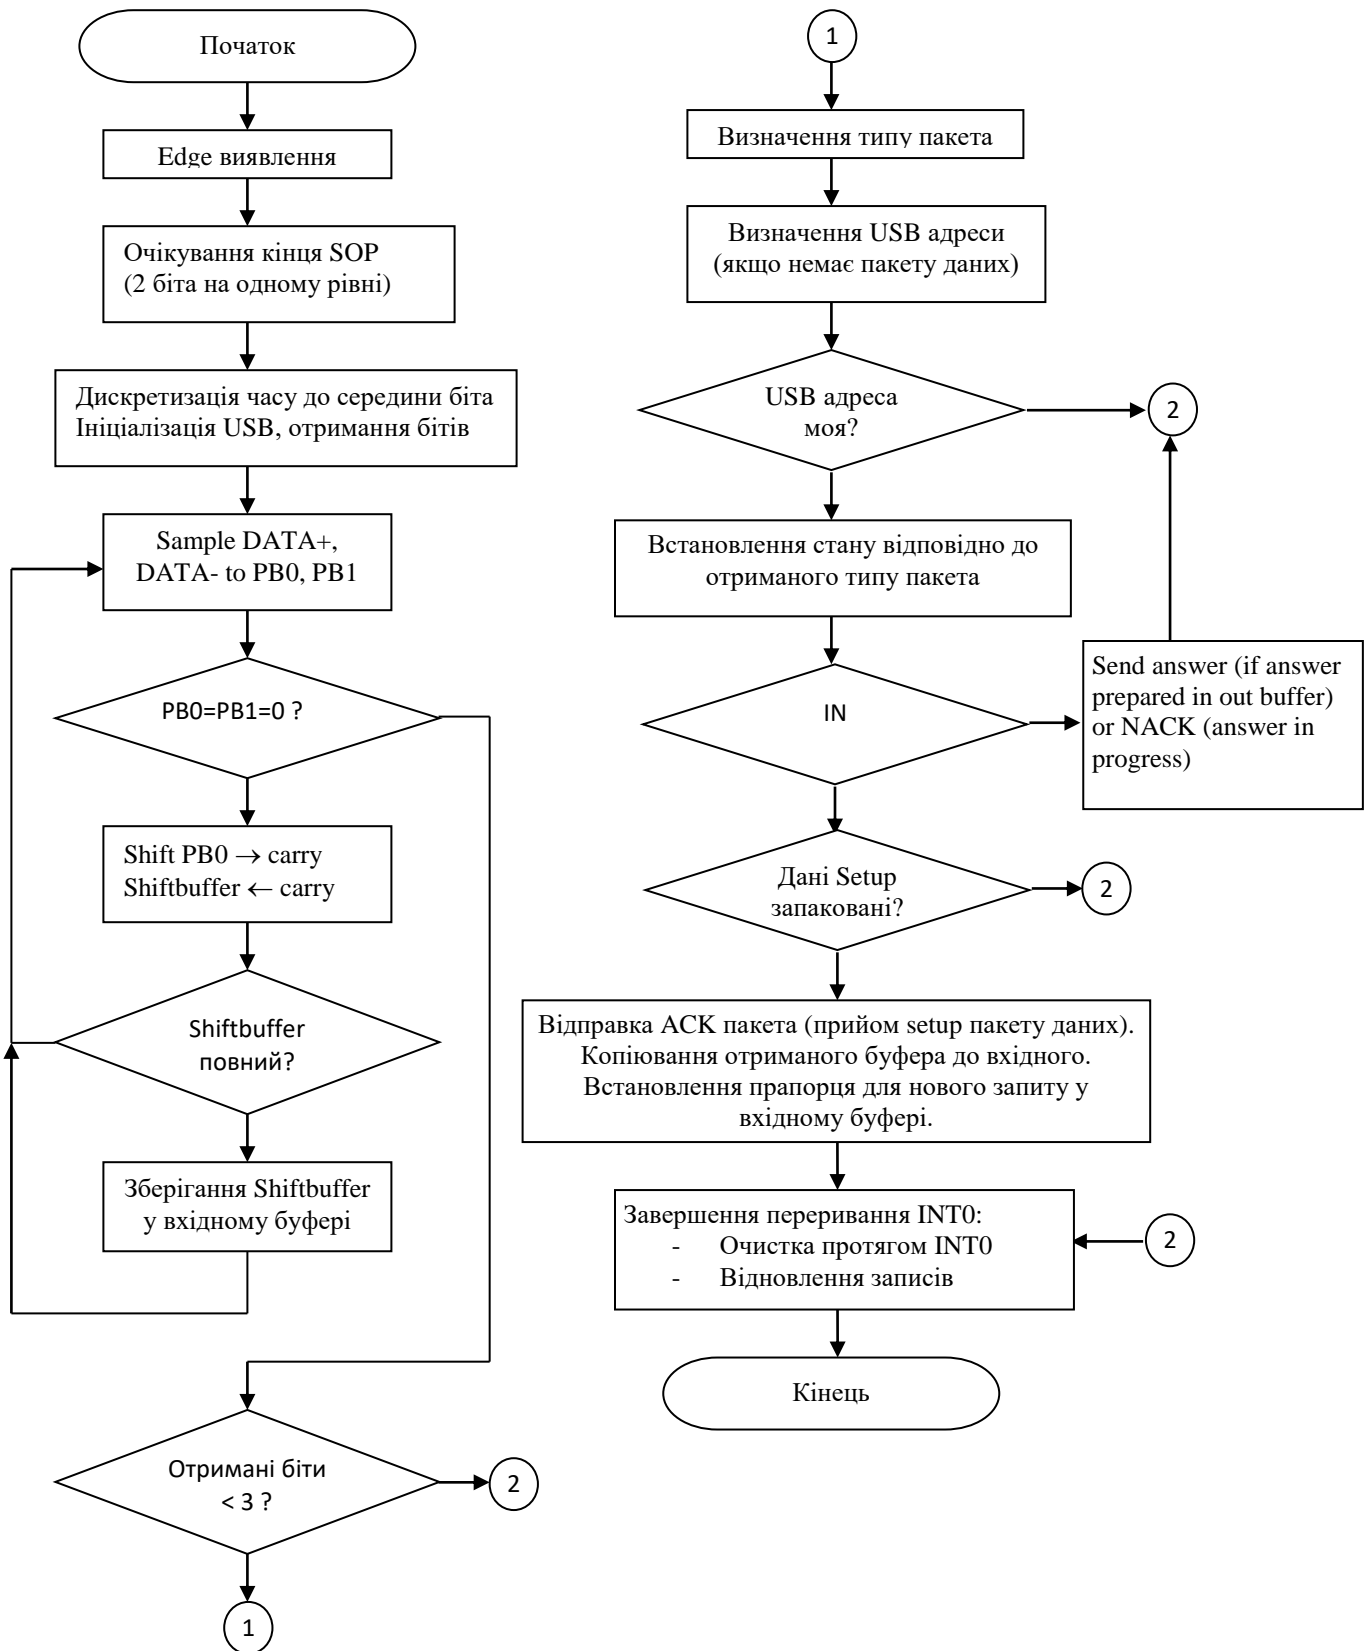 Початок
Edge виявлення
Очікування кінця SOP
(2 біта на одному рівні)
Дискретизація часу до середини біта
Ініціалізація USB, отримання бітів
Sample DATA+,
DATA- to PB0, PB1
PB0=PB1=0 ?
Shift PB0 → carry
Shiftbuffer ← carry
Shiftbuffer
повний?
Зберігання Shiftbuffer
у вхідному буфері
Отримані біти
< 3 ?
2
1
1
Визначення типу пакета
Визначення USB адреси
(якщо немає пакету даних)
USB адреса
моя?
2
Встановлення стану відповідно до
отриманого типу пакета
IN
Send answer (if answer
prepared in out buffer)
or NACK (answer in
progress)
Дані Setup
запаковані?
2
Відправка ACK пакета (прийом setup пакету даних).
Копіювання отриманого буфера до вхідного.
Встановлення прапорця для нового запиту у
вхідному буфері.
Завершення переривання INT0:
- Очистка протягом INT0
- Відновлення записів
2
Кінець